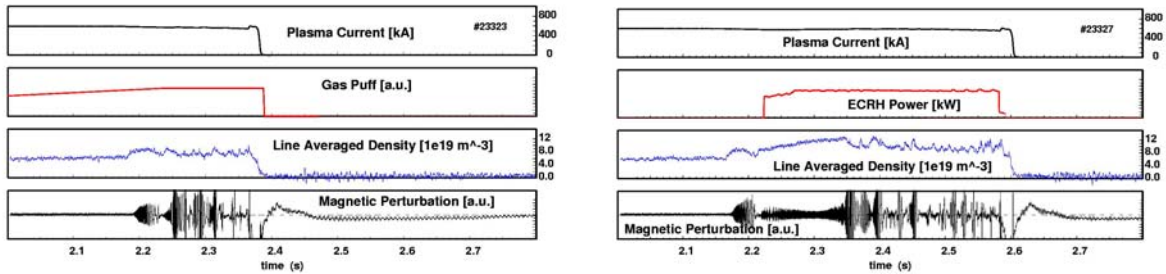 #23323
Plasma Current [kA]
800
400
0
Gas Puff [a.u.]
Line Averaged Density [1e19 m^-3]
12
8.0
4.0
0.0
Magnetic Perturbation [a.u.]
2.1 2.2 2.3 2.4 2.5 2.6 2.7
time (s)
#23327
Plasma Current [kA]
800
400
0
ECRH Power [kW]
Line Averaged Density [1e19 m^-3]
12
8.0
4.0
0.0
Magnetic Perturbation [a.u.]
2.1 2.2 2.3 2.4 2.5 2.6 2.7
time (s)